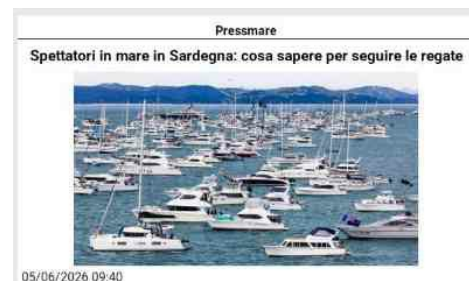 Pressmare
Spettatori in mare in Sardegna: cosa sapere per seguire le regate
05/06/2026 09:40